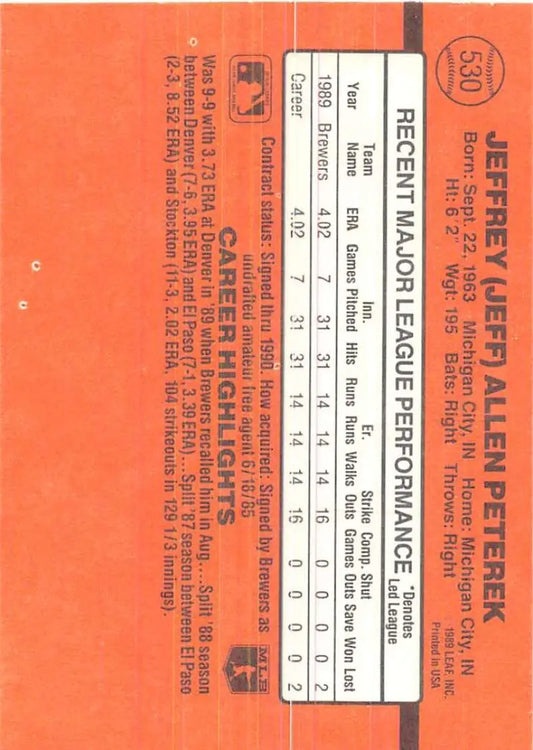 530
JEFFREY (JEFF) ALLEN PETEREK
Born: Sept. 22, 1963 Michigan City, IN Home: Michigan City, IN
Ht: 6' 2" Wgt: 195 Bats: Right Throws: Right
1989 LEAF, INC.
Printed in USA
RECENT MAJOR LEAGUE PERFORMANCE
*Denotes
Led League
Team Inn. Er. Strike Comp. Shut
Year Name ERA Games Pitched Hits Runs Runs Walks Outs Games Outs Save Won Lost
1989 Brewers 4.02 7 31 31 14 14 14 16 0 0 0 0 2
Career 4.02 7 31 31 14 14 14 16 0 0 0 0 2
Contract status: Signed thru 1990. How acquired: Signed by Brewers as
undrafted amateur free agent 6/16/85
MLB
CAREER HIGHLIGHTS
Was 9-9 with 3.73 ERA at Denver in '89 when Brewers recalled him in Aug....Split '88 season
between Denver (7-6, 3.95 ERA) and El Paso (7-1, 3.39 ERA)...Split '87 season between El Paso
(2-3, 8.52 ERA) and Stockton (11-3, 2.02 ERA, 104 strikeouts in 129 1/3 innings).